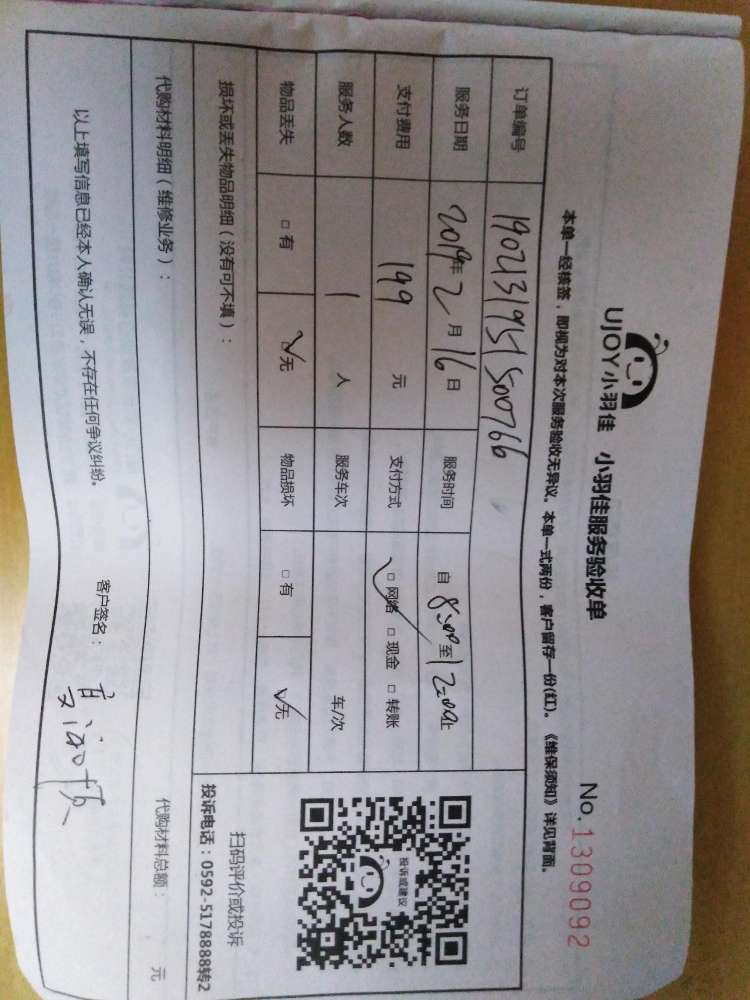 UJOY小羽佳 小羽佳服务验收单
No.1309092
本单一经核签，即视为对本次服务验收无异议。本单一式两份，客户留存一份(红)。《维保须知》详见背面。
订单编号 1902131951500766
服务日期 2019年2月16日 服务时间 自8:00至12:00止
支付费用 199元 支付方式 □网络 □现金 □转账
服务人数 1人 服务车次 车/次
物品丢失 □有 □无 物品损坏 □有 □无
投诉或建议
扫码评价或投诉
投诉电话：0592-5178888转2
损坏或丢失物品明细（没有可不填）：
代购材料明细（维修业务）： 代购材料总额： 元
以上填写信息已经本人确认无误，不存在任何争议纠纷。 客户签名：